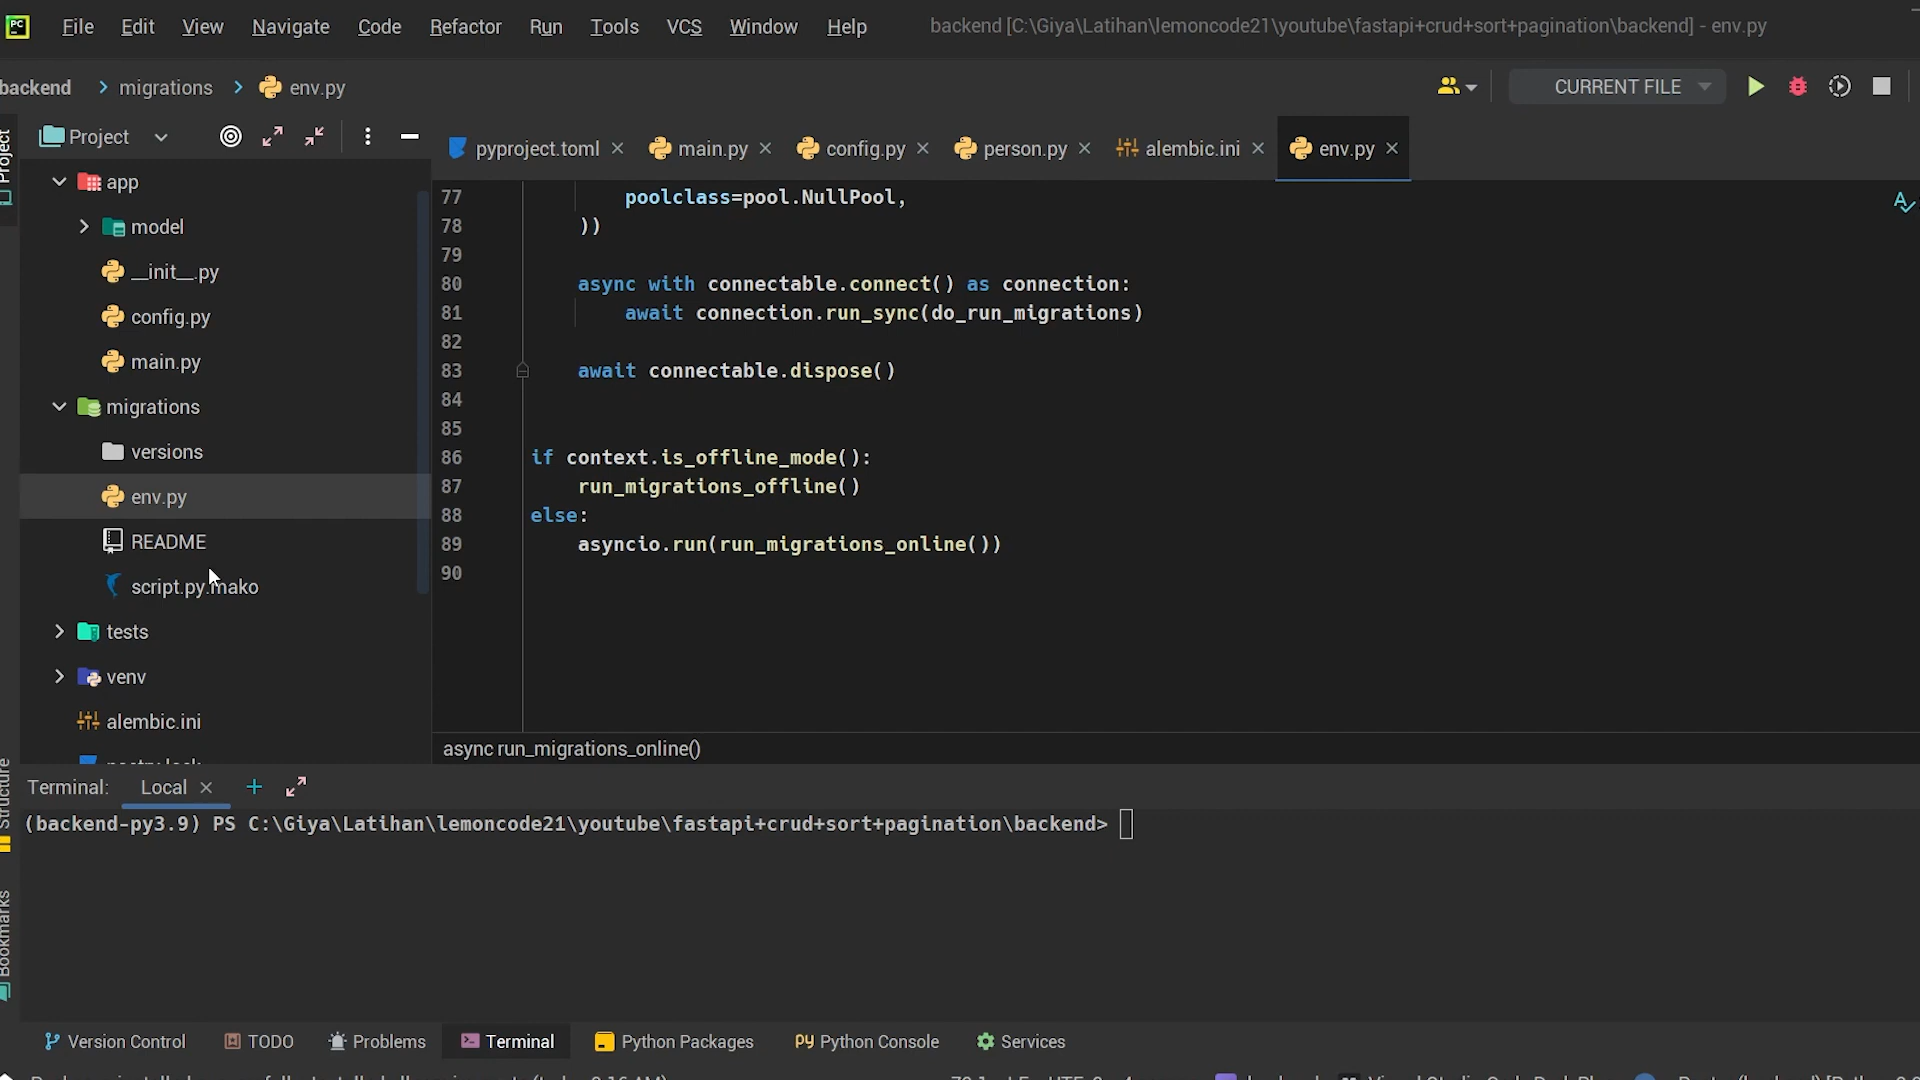 PC File Edit View Navigate Code Refactor Run Tools VCS Window Help backend [C:\Giya\Latihan\lemoncode21\youtube\fastapi+crud+sort+pagination\backend] - env.py
backend migrations env.py CURRENT FILE
Project
Project
pyproject.toml main.py config.py person.py alembic.ini env.py
app
model
__init__.py
config.py
main.py
migrations
versions
env.py
README
script.py.mako
tests
venv
alembic.ini
poetry.lock
77 poolclass=pool.NullPool,
78 ))
79
80 async with connectable.connect() as connection:
81 await connection.run_sync(do_run_migrations)
82
83 await connectable.dispose()
84
85
86 if context.is_offline_mode():
87 run_migrations_offline()
88 else:
89 asyncio.run(run_migrations_online())
90
async run_migrations_online()
Structure
Bookmarks
Terminal: Local
(backend-py3.9) PS C:\Giya\Latihan\lemoncode21\youtube\fastapi+crud+sort+pagination\backend>
Version Control TODO Problems Terminal Python Packages Python Console Services